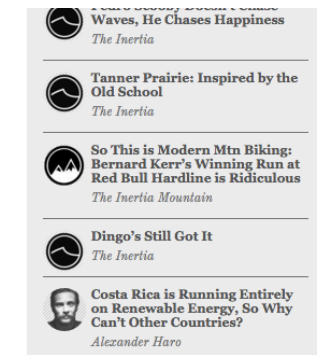 Waves, He Chases Happiness
The Inertia
Tanner Prairie: Inspired by the
Old School
The Inertia
So This is Modern Mtn Biking:
Bernard Kerr's Winning Run at
Red Bull Hardline is Ridiculous
The Inertia Mountain
Dingo's Still Got It
The Inertia
Costa Rica is Running Entirely
on Renewable Energy, So Why
Can't Other Countries?
Alexander Haro